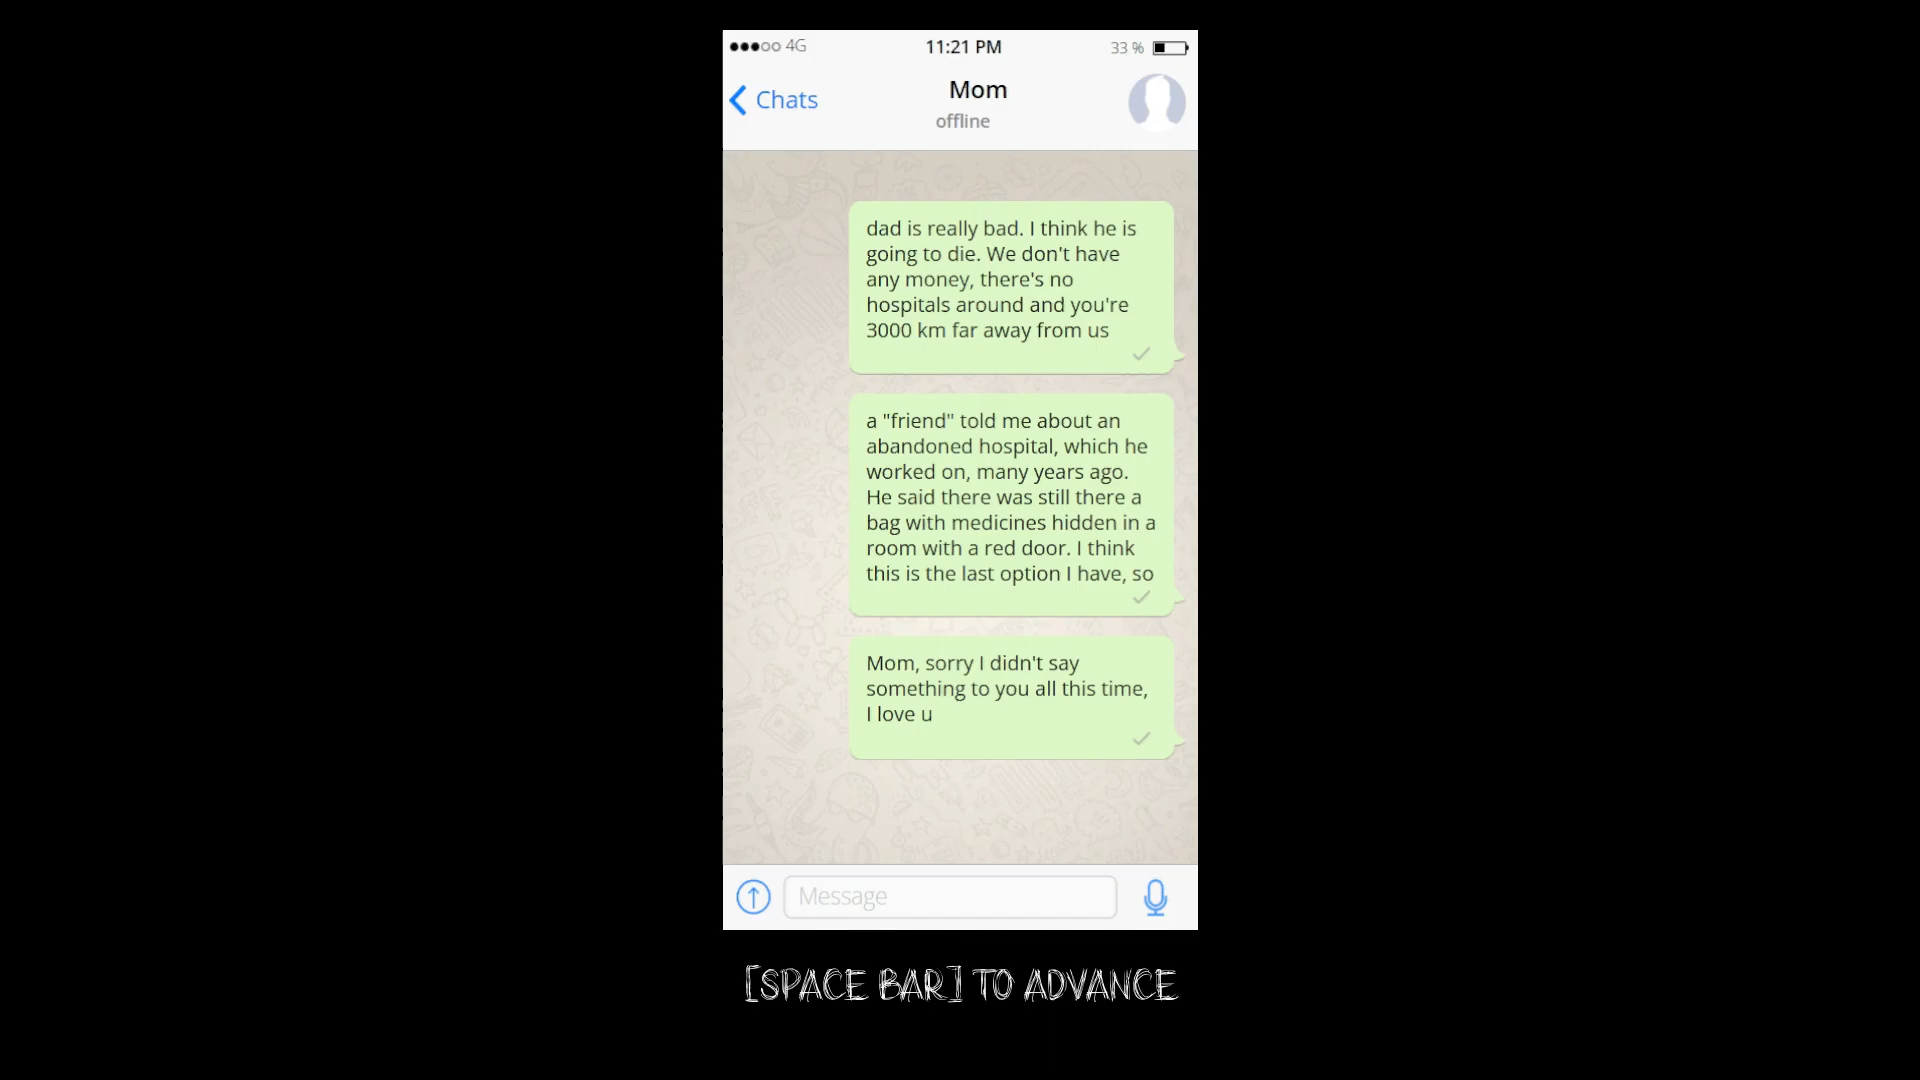 4G 11:21 PM 33 %
Chats
Mom
offline
dad is really bad. I think he is
going to die. We don't have
any money, there's no
hospitals around and you're
3000 km far away from us
a "friend" told me about an
abandoned hospital, which he
worked on, many years ago.
He said there was still there a
bag with medicines hidden in a
room with a red door. I think
this is the last option I have, so
Mom, sorry I didn't say
something to you all this time,
I love u
Message
[SPACE BAR] TO ADVANCE